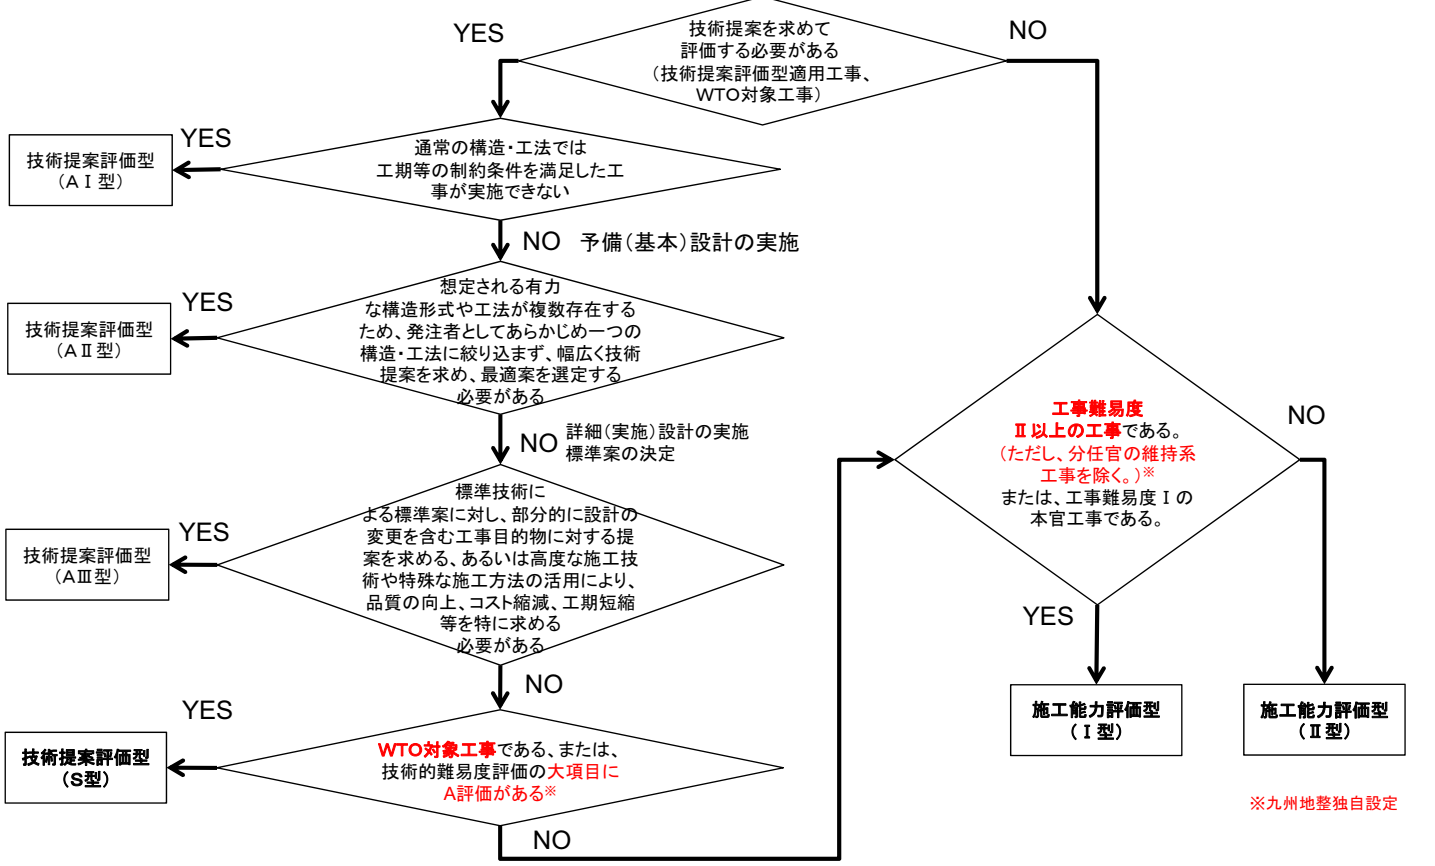 技術提案を求めて
評価する必要がある
（技術提案評価型適用工事、
WTO対象工事）
YES
NO
通常の構造・工法では
工期等の制約条件を満足した工
事が実施できない
YES
技術提案評価型
（AⅠ型）
NO 予備（基本）設計の実施
想定される有力
な構造形式や工法が複数存在する
ため、発注者としてあらかじめ一つの
構造・工法に絞り込まず、幅広く技術
提案を求め、最適案を選定する
必要がある
YES
技術提案評価型
（AⅡ型）
NO
詳細（実施）設計の実施
標準案の決定
標準技術に
よる標準案に対し、部分的に設計の
変更を含む工事目的物に対する提
案を求める、あるいは高度な施工技
術や特殊な施工方法の活用により、
品質の向上、コスト縮減、工期短縮
等を特に求める
必要がある
YES
技術提案評価型
（AⅢ型）
NO
WTO対象工事である、または、
技術的難易度評価の大項目に
A評価がある※
YES
技術提案評価型
（S型）
NO
工事難易度
Ⅱ以上の工事である。
（ただし、分任官の維持系
工事を除く。）※
または、工事難易度Ⅰの
本官工事である。
YES
NO
施工能力評価型
（Ⅰ型）
施工能力評価型
（Ⅱ型）
※九州地整独自設定